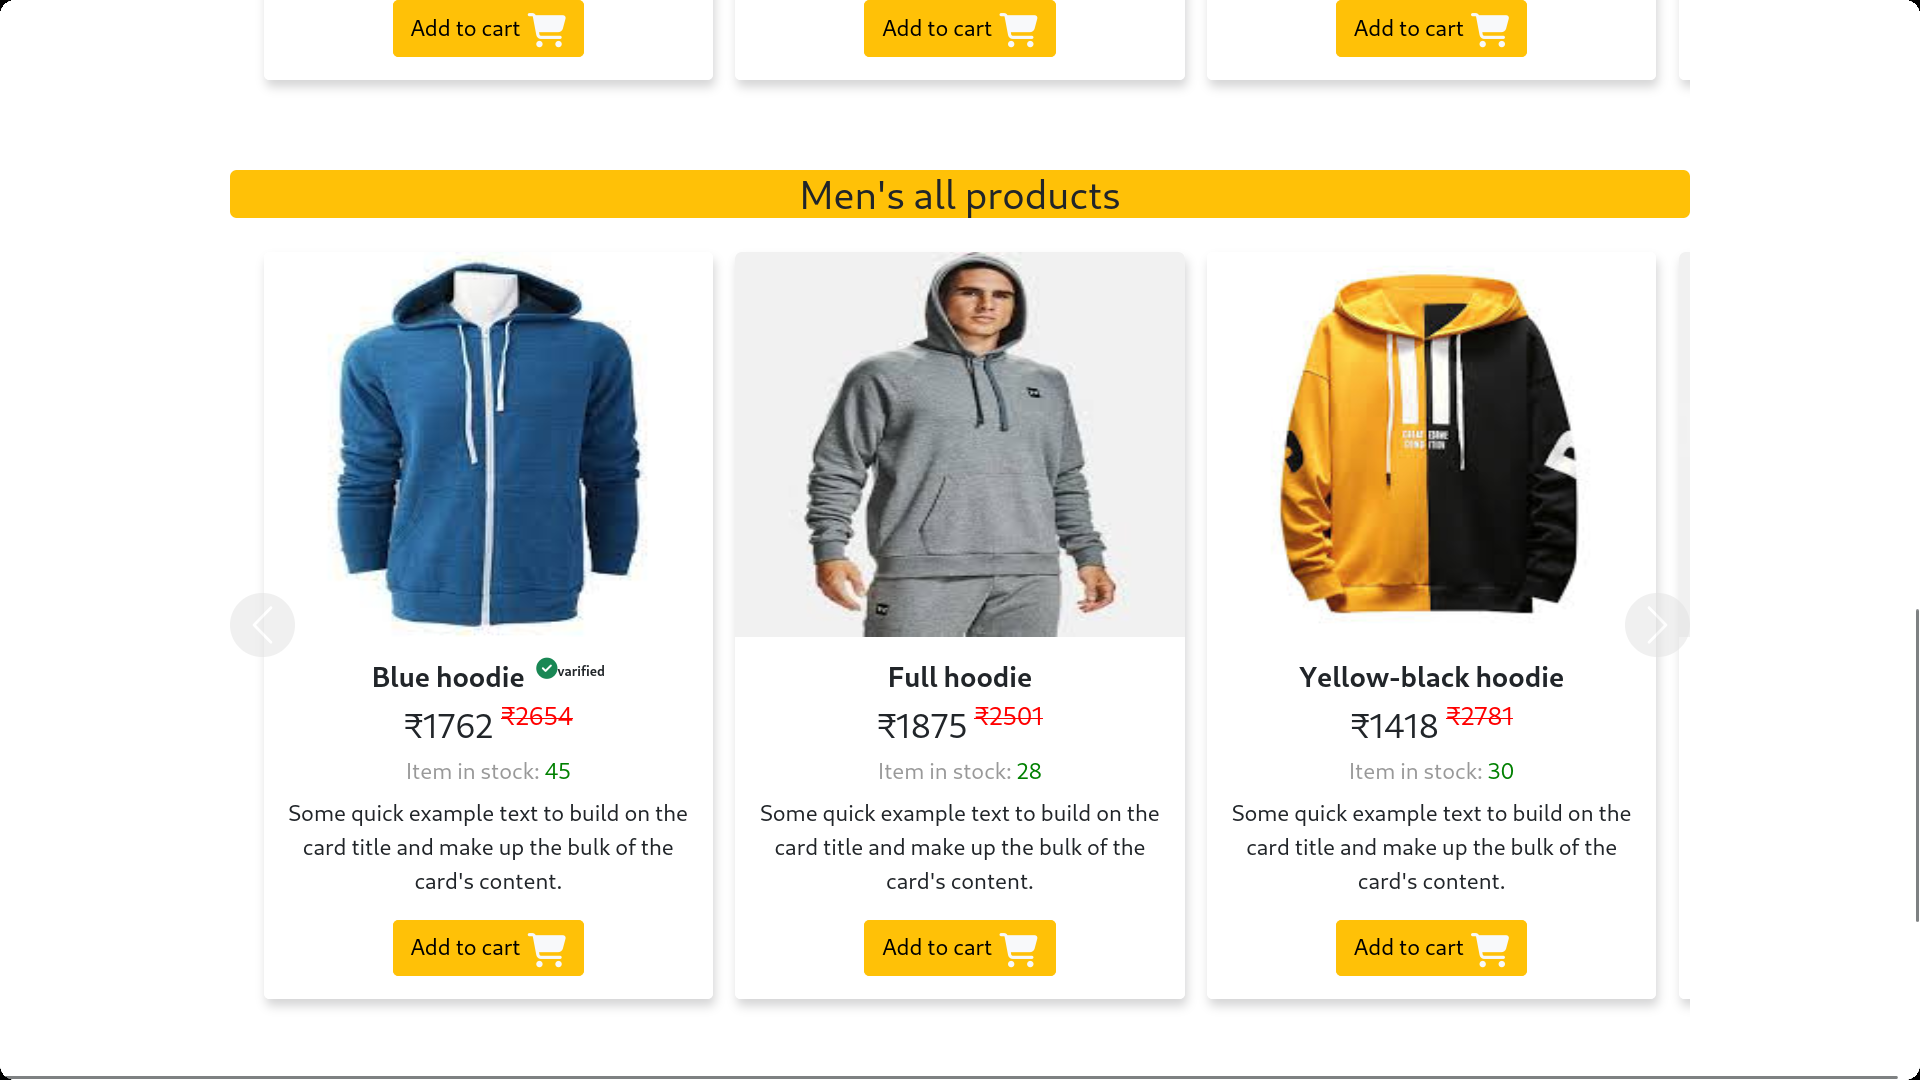 Add to cart
Add to cart
Add to cart
Men's all products
Blue hoodie varified
₹1762 ₹2654
Item in stock: 45
Some quick example text to build on the
card title and make up the bulk of the
card's content.
Add to cart
Full hoodie
₹1875 ₹2501
Item in stock: 28
Some quick example text to build on the
card title and make up the bulk of the
card's content.
Add to cart
Yellow-black hoodie
₹1418 ₹2781
Item in stock: 30
Some quick example text to build on the
card title and make up the bulk of the
card's content.
Add to cart